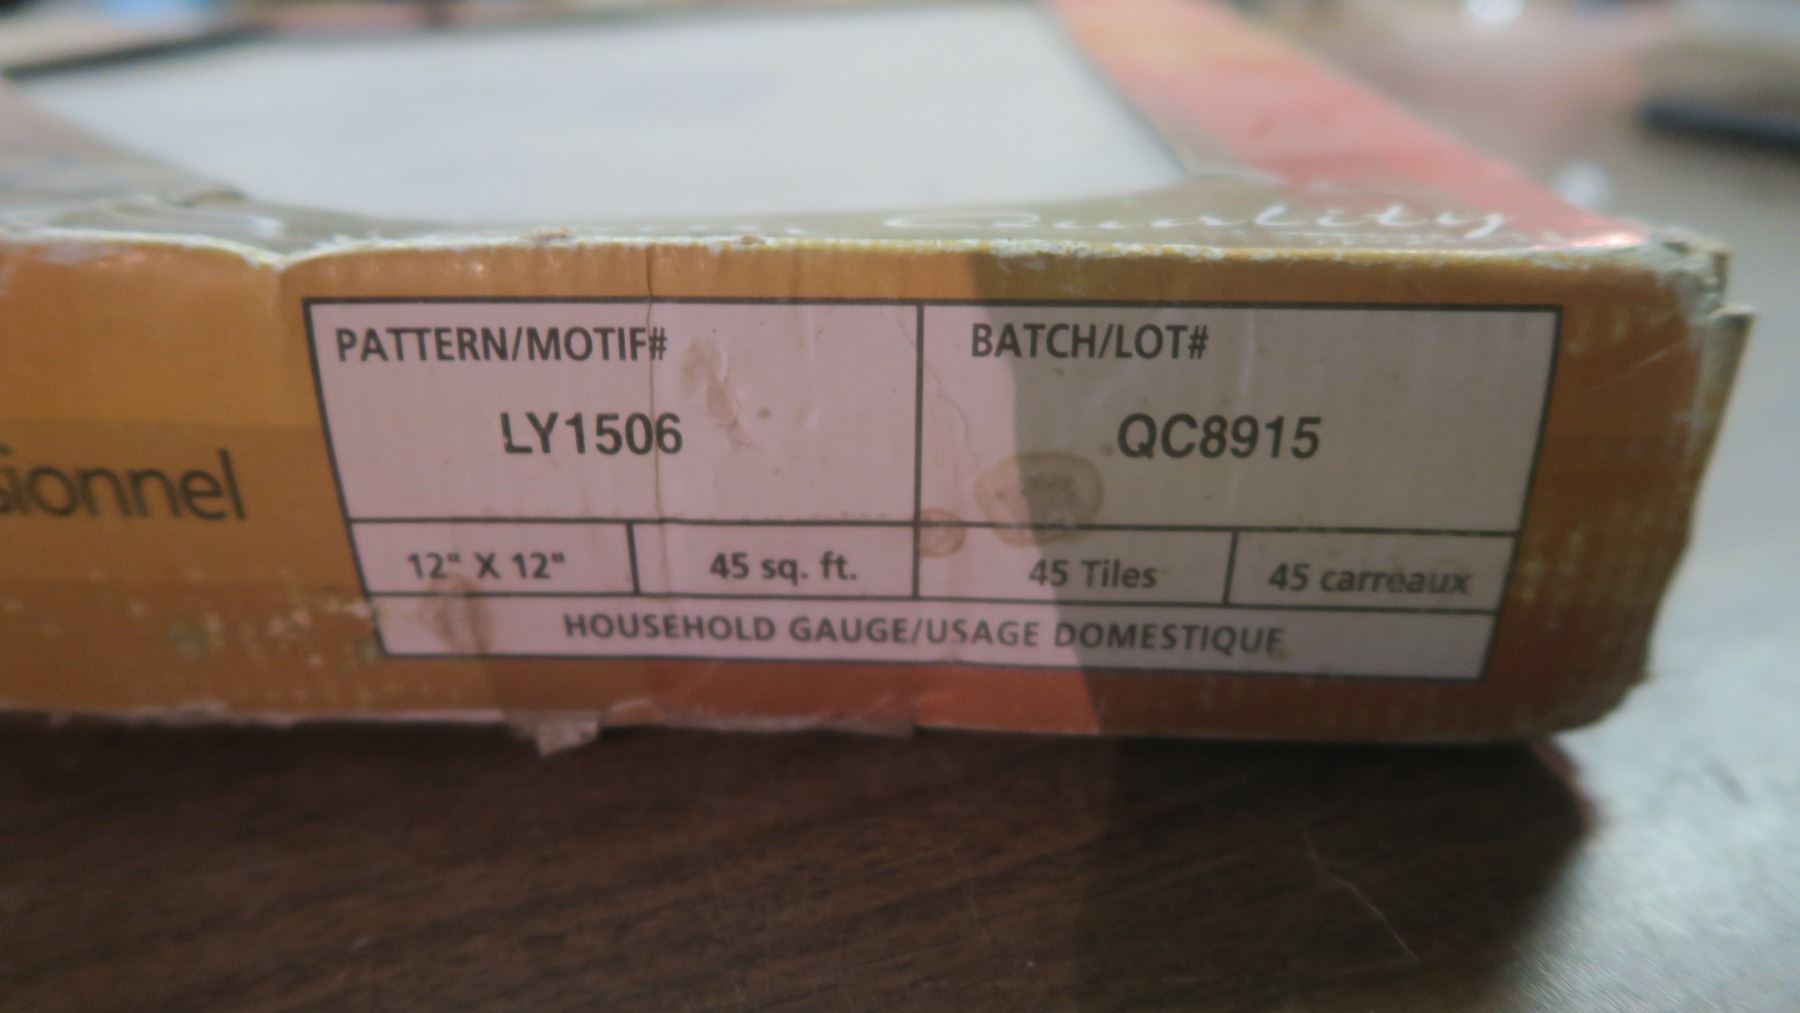 Quality
PATTERN/MOTIF#
LY1506
BATCH/LOT#
QC8915
12" X 12"
45 sq. ft.
45 Tiles
45 carreaux
HOUSEHOLD GAUGE/USAGE DOMESTIQUE
sionnel